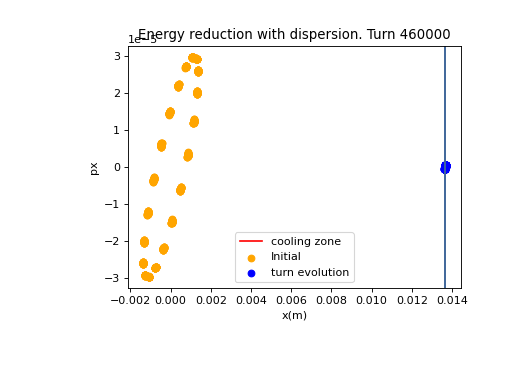 Energy reduction with dispersion. Turn 460000
1e−5
3
2
1
0
−1
−2
−3
px
−0.002
0.000
0.002
0.004
0.006
0.008
0.010
0.012
0.014
x(m)
cooling zone
Initial
turn evolution